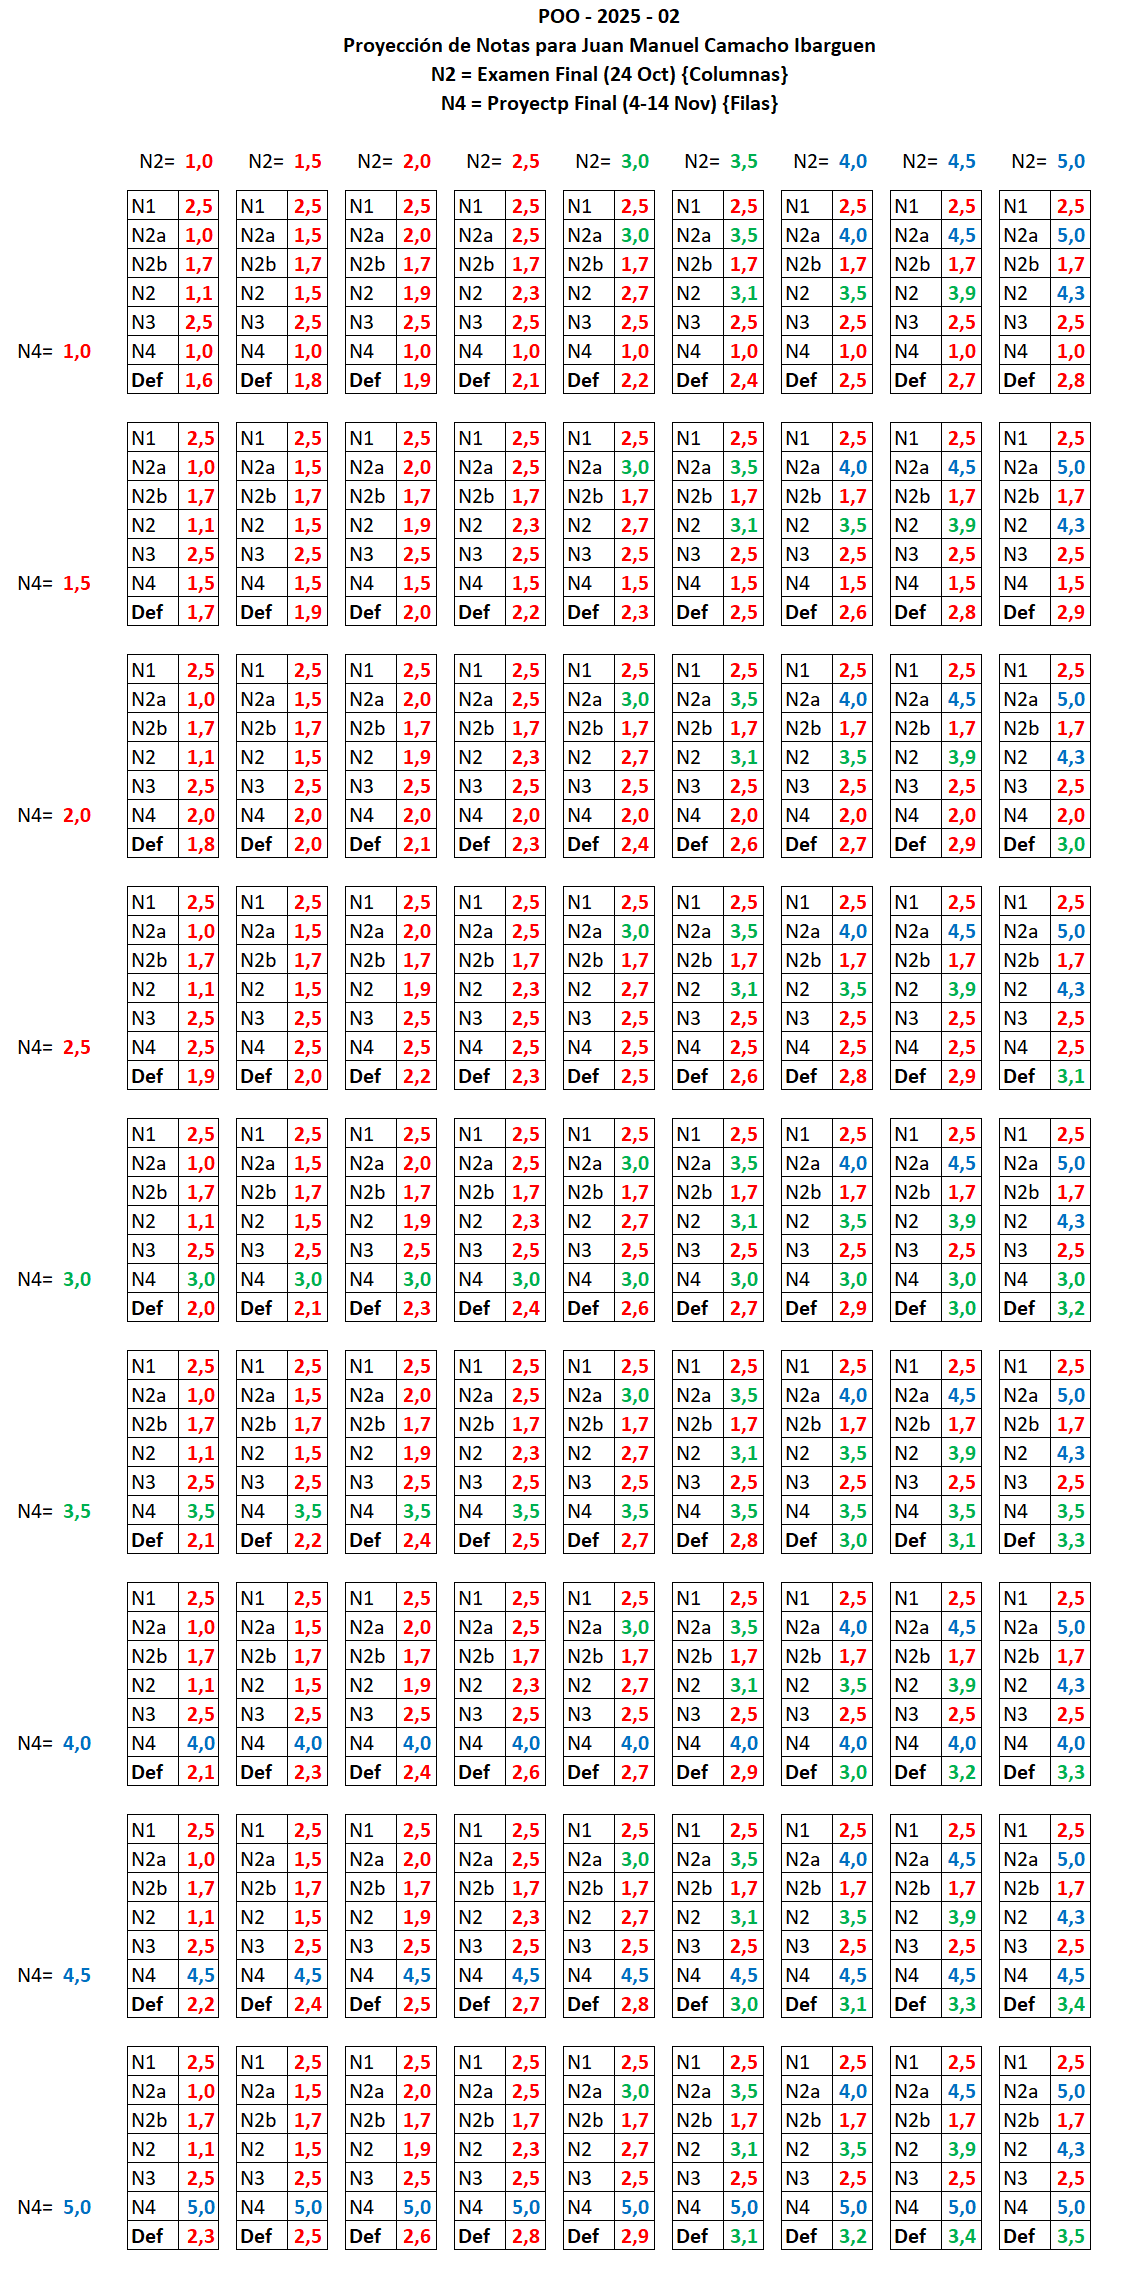 POO - 2025 - 02
Proyección de Notas para Juan Manuel Camacho Ibarguen
N2 = Examen Final (24 Oct) {Columnas}
N4 = Proyectp Final (4-14 Nov) {Filas}
N2= 1,0 N2= 1,5 N2= 2,0 N2= 2,5 N2= 3,0 N2= 3,5 N2= 4,0 N2= 4,5 N2= 5,0
N1 2,5 N1 2,5 N1 2,5 N1 2,5 N1 2,5 N1 2,5 N1 2,5 N1 2,5 N1 2,5
N2a 1,0 N2a 1,5 N2a 2,0 N2a 2,5 N2a 3,0 N2a 3,5 N2a 4,0 N2a 4,5 N2a 5,0
N2b 1,7 N2b 1,7 N2b 1,7 N2b 1,7 N2b 1,7 N2b 1,7 N2b 1,7 N2b 1,7 N2b 1,7
N2 1,1 N2 1,5 N2 1,9 N2 2,3 N2 2,7 N2 3,1 N2 3,5 N2 3,9 N2 4,3
N3 2,5 N3 2,5 N3 2,5 N3 2,5 N3 2,5 N3 2,5 N3 2,5 N3 2,5 N3 2,5
N4= 1,0 N4 1,0 N4 1,0 N4 1,0 N4 1,0 N4 1,0 N4 1,0 N4 1,0 N4 1,0 N4 1,0
Def 1,6 Def 1,8 Def 1,9 Def 2,1 Def 2,2 Def 2,4 Def 2,5 Def 2,7 Def 2,8
N1 2,5 N1 2,5 N1 2,5 N1 2,5 N1 2,5 N1 2,5 N1 2,5 N1 2,5 N1 2,5
N2a 1,0 N2a 1,5 N2a 2,0 N2a 2,5 N2a 3,0 N2a 3,5 N2a 4,0 N2a 4,5 N2a 5,0
N2b 1,7 N2b 1,7 N2b 1,7 N2b 1,7 N2b 1,7 N2b 1,7 N2b 1,7 N2b 1,7 N2b 1,7
N2 1,1 N2 1,5 N2 1,9 N2 2,3 N2 2,7 N2 3,1 N2 3,5 N2 3,9 N2 4,3
N3 2,5 N3 2,5 N3 2,5 N3 2,5 N3 2,5 N3 2,5 N3 2,5 N3 2,5 N3 2,5
N4= 1,5 N4 1,5 N4 1,5 N4 1,5 N4 1,5 N4 1,5 N4 1,5 N4 1,5 N4 1,5 N4 1,5
Def 1,7 Def 1,9 Def 2,0 Def 2,2 Def 2,3 Def 2,5 Def 2,6 Def 2,8 Def 2,9
N1 2,5 N1 2,5 N1 2,5 N1 2,5 N1 2,5 N1 2,5 N1 2,5 N1 2,5 N1 2,5
N2a 1,0 N2a 1,5 N2a 2,0 N2a 2,5 N2a 3,0 N2a 3,5 N2a 4,0 N2a 4,5 N2a 5,0
N2b 1,7 N2b 1,7 N2b 1,7 N2b 1,7 N2b 1,7 N2b 1,7 N2b 1,7 N2b 1,7 N2b 1,7
N2 1,1 N2 1,5 N2 1,9 N2 2,3 N2 2,7 N2 3,1 N2 3,5 N2 3,9 N2 4,3
N3 2,5 N3 2,5 N3 2,5 N3 2,5 N3 2,5 N3 2,5 N3 2,5 N3 2,5 N3 2,5
N4= 2,0 N4 2,0 N4 2,0 N4 2,0 N4 2,0 N4 2,0 N4 2,0 N4 2,0 N4 2,0 N4 2,0
Def 1,8 Def 2,0 Def 2,1 Def 2,3 Def 2,4 Def 2,6 Def 2,7 Def 2,9 Def 3,0
N1 2,5 N1 2,5 N1 2,5 N1 2,5 N1 2,5 N1 2,5 N1 2,5 N1 2,5 N1 2,5
N2a 1,0 N2a 1,5 N2a 2,0 N2a 2,5 N2a 3,0 N2a 3,5 N2a 4,0 N2a 4,5 N2a 5,0
N2b 1,7 N2b 1,7 N2b 1,7 N2b 1,7 N2b 1,7 N2b 1,7 N2b 1,7 N2b 1,7 N2b 1,7
N2 1,1 N2 1,5 N2 1,9 N2 2,3 N2 2,7 N2 3,1 N2 3,5 N2 3,9 N2 4,3
N3 2,5 N3 2,5 N3 2,5 N3 2,5 N3 2,5 N3 2,5 N3 2,5 N3 2,5 N3 2,5
N4= 2,5 N4 2,5 N4 2,5 N4 2,5 N4 2,5 N4 2,5 N4 2,5 N4 2,5 N4 2,5 N4 2,5
Def 1,9 Def 2,0 Def 2,2 Def 2,3 Def 2,5 Def 2,6 Def 2,8 Def 2,9 Def 3,1
N1 2,5 N1 2,5 N1 2,5 N1 2,5 N1 2,5 N1 2,5 N1 2,5 N1 2,5 N1 2,5
N2a 1,0 N2a 1,5 N2a 2,0 N2a 2,5 N2a 3,0 N2a 3,5 N2a 4,0 N2a 4,5 N2a 5,0
N2b 1,7 N2b 1,7 N2b 1,7 N2b 1,7 N2b 1,7 N2b 1,7 N2b 1,7 N2b 1,7 N2b 1,7
N2 1,1 N2 1,5 N2 1,9 N2 2,3 N2 2,7 N2 3,1 N2 3,5 N2 3,9 N2 4,3
N3 2,5 N3 2,5 N3 2,5 N3 2,5 N3 2,5 N3 2,5 N3 2,5 N3 2,5 N3 2,5
N4= 3,0 N4 3,0 N4 3,0 N4 3,0 N4 3,0 N4 3,0 N4 3,0 N4 3,0 N4 3,0 N4 3,0
Def 2,0 Def 2,1 Def 2,3 Def 2,4 Def 2,6 Def 2,7 Def 2,9 Def 3,0 Def 3,2
N1 2,5 N1 2,5 N1 2,5 N1 2,5 N1 2,5 N1 2,5 N1 2,5 N1 2,5 N1 2,5
N2a 1,0 N2a 1,5 N2a 2,0 N2a 2,5 N2a 3,0 N2a 3,5 N2a 4,0 N2a 4,5 N2a 5,0
N2b 1,7 N2b 1,7 N2b 1,7 N2b 1,7 N2b 1,7 N2b 1,7 N2b 1,7 N2b 1,7 N2b 1,7
N2 1,1 N2 1,5 N2 1,9 N2 2,3 N2 2,7 N2 3,1 N2 3,5 N2 3,9 N2 4,3
N3 2,5 N3 2,5 N3 2,5 N3 2,5 N3 2,5 N3 2,5 N3 2,5 N3 2,5 N3 2,5
N4= 3,5 N4 3,5 N4 3,5 N4 3,5 N4 3,5 N4 3,5 N4 3,5 N4 3,5 N4 3,5 N4 3,5
Def 2,1 Def 2,2 Def 2,4 Def 2,5 Def 2,7 Def 2,8 Def 3,0 Def 3,1 Def 3,3
N1 2,5 N1 2,5 N1 2,5 N1 2,5 N1 2,5 N1 2,5 N1 2,5 N1 2,5 N1 2,5
N2a 1,0 N2a 1,5 N2a 2,0 N2a 2,5 N2a 3,0 N2a 3,5 N2a 4,0 N2a 4,5 N2a 5,0
N2b 1,7 N2b 1,7 N2b 1,7 N2b 1,7 N2b 1,7 N2b 1,7 N2b 1,7 N2b 1,7 N2b 1,7
N2 1,1 N2 1,5 N2 1,9 N2 2,3 N2 2,7 N2 3,1 N2 3,5 N2 3,9 N2 4,3
N3 2,5 N3 2,5 N3 2,5 N3 2,5 N3 2,5 N3 2,5 N3 2,5 N3 2,5 N3 2,5
N4= 4,0 N4 4,0 N4 4,0 N4 4,0 N4 4,0 N4 4,0 N4 4,0 N4 4,0 N4 4,0 N4 4,0
Def 2,1 Def 2,3 Def 2,4 Def 2,6 Def 2,7 Def 2,9 Def 3,0 Def 3,2 Def 3,3
N1 2,5 N1 2,5 N1 2,5 N1 2,5 N1 2,5 N1 2,5 N1 2,5 N1 2,5 N1 2,5
N2a 1,0 N2a 1,5 N2a 2,0 N2a 2,5 N2a 3,0 N2a 3,5 N2a 4,0 N2a 4,5 N2a 5,0
N2b 1,7 N2b 1,7 N2b 1,7 N2b 1,7 N2b 1,7 N2b 1,7 N2b 1,7 N2b 1,7 N2b 1,7
N2 1,1 N2 1,5 N2 1,9 N2 2,3 N2 2,7 N2 3,1 N2 3,5 N2 3,9 N2 4,3
N3 2,5 N3 2,5 N3 2,5 N3 2,5 N3 2,5 N3 2,5 N3 2,5 N3 2,5 N3 2,5
N4= 4,5 N4 4,5 N4 4,5 N4 4,5 N4 4,5 N4 4,5 N4 4,5 N4 4,5 N4 4,5 N4 4,5
Def 2,2 Def 2,4 Def 2,5 Def 2,7 Def 2,8 Def 3,0 Def 3,1 Def 3,3 Def 3,4
N1 2,5 N1 2,5 N1 2,5 N1 2,5 N1 2,5 N1 2,5 N1 2,5 N1 2,5 N1 2,5
N2a 1,0 N2a 1,5 N2a 2,0 N2a 2,5 N2a 3,0 N2a 3,5 N2a 4,0 N2a 4,5 N2a 5,0
N2b 1,7 N2b 1,7 N2b 1,7 N2b 1,7 N2b 1,7 N2b 1,7 N2b 1,7 N2b 1,7 N2b 1,7
N2 1,1 N2 1,5 N2 1,9 N2 2,3 N2 2,7 N2 3,1 N2 3,5 N2 3,9 N2 4,3
N3 2,5 N3 2,5 N3 2,5 N3 2,5 N3 2,5 N3 2,5 N3 2,5 N3 2,5 N3 2,5
N4= 5,0 N4 5,0 N4 5,0 N4 5,0 N4 5,0 N4 5,0 N4 5,0 N4 5,0 N4 5,0 N4 5,0
Def 2,3 Def 2,5 Def 2,6 Def 2,8 Def 2,9 Def 3,1 Def 3,2 Def 3,4 Def 3,5